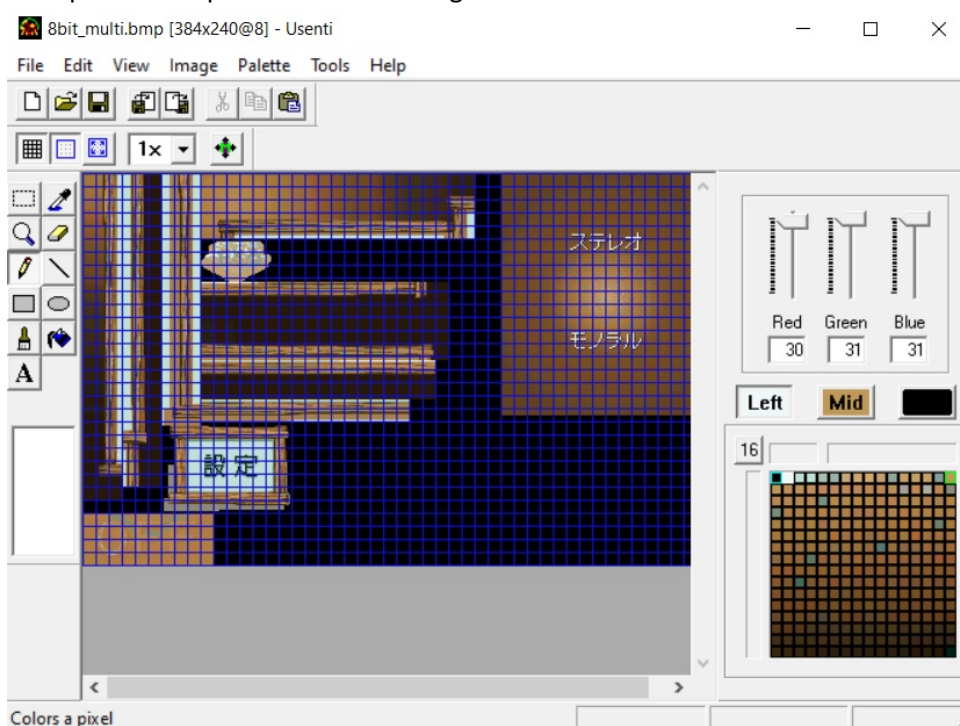 8bit_multi.bmp [384x240@8] - Usenti
File Edit View Image Palette Tools Help
1x
ステレオ
モノラル
設定
Red Green Blue
30 31 31
Left Mid
16
A
Colors a pixel